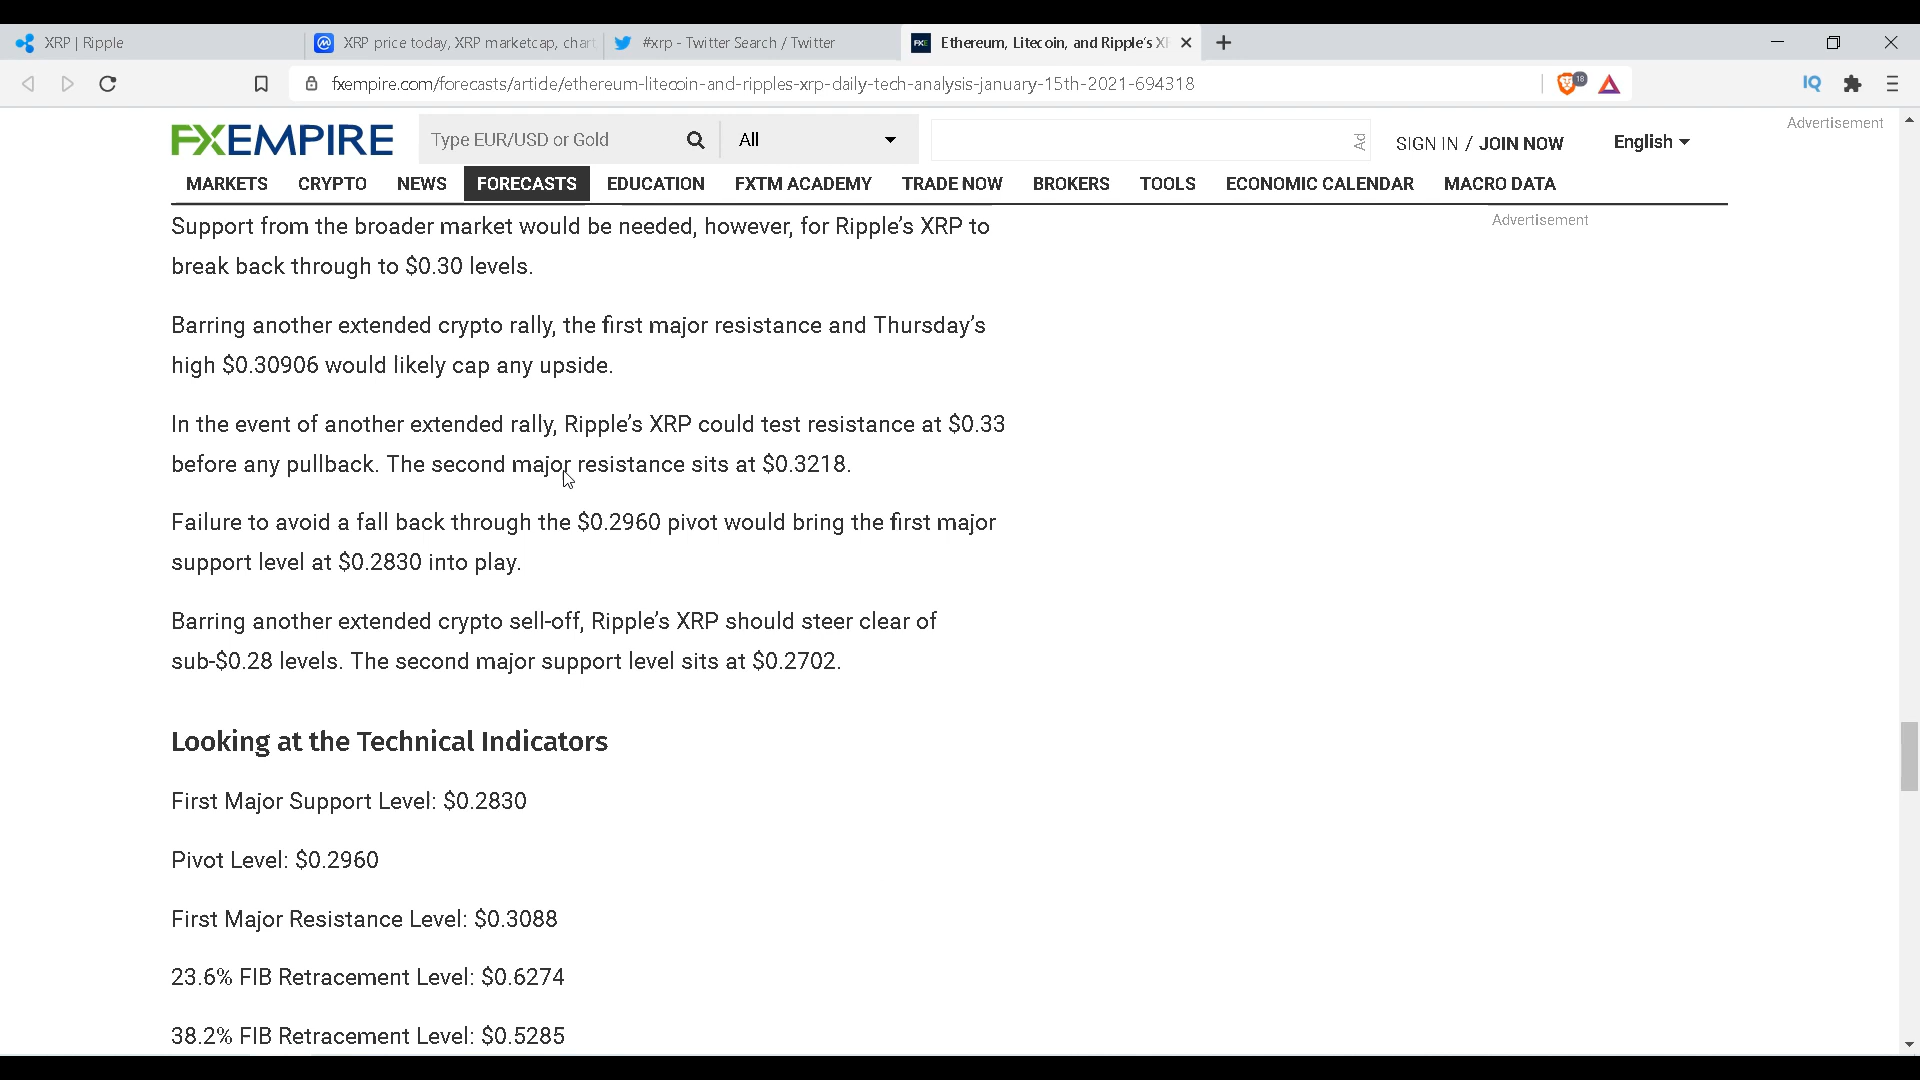 XRP | Ripple
XRP price today, XRP marketcap, chart
#xrp - Twitter Search / Twitter
FXE
Ethereum, Litecoin, and Ripple's XR
fxempire.com/forecasts/article/ethereum-litecoin-and-ripples-xrp-daily-tech-analysis-january-15th-2021-694318
18
IQ
FXEMPIRE
Type EUR/USD or Gold
All
Ad
SIGN IN / JOIN NOW
English
Advertisement
MARKETS CRYPTO NEWS FORECASTS EDUCATION FXTM ACADEMY TRADE NOW BROKERS TOOLS ECONOMIC CALENDAR MACRO DATA
Advertisement
Support from the broader market would be needed, however, for Ripple's XRP to
break back through to $0.30 levels.
Barring another extended crypto rally, the first major resistance and Thursday's
high $0.30906 would likely cap any upside.
In the event of another extended rally, Ripple's XRP could test resistance at $0.33
before any pullback. The second major resistance sits at $0.3218.
Failure to avoid a fall back through the $0.2960 pivot would bring the first major
support level at $0.2830 into play.
Barring another extended crypto sell-off, Ripple's XRP should steer clear of
sub-$0.28 levels. The second major support level sits at $0.2702.
Looking at the Technical Indicators
First Major Support Level: $0.2830
Pivot Level: $0.2960
First Major Resistance Level: $0.3088
23.6% FIB Retracement Level: $0.6274
38.2% FIB Retracement Level: $0.5285